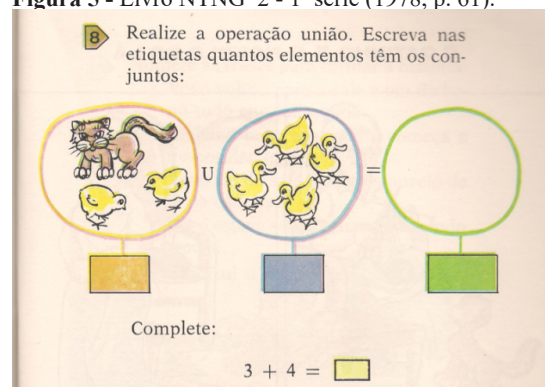 Figura 3 - Livro NTNG 2 - 1ª série (1978, p. 61).
8 Realize a operação união. Escreva nas
etiquetas quantos elementos têm os con-
juntos:
U =
Complete:
3 + 4 =